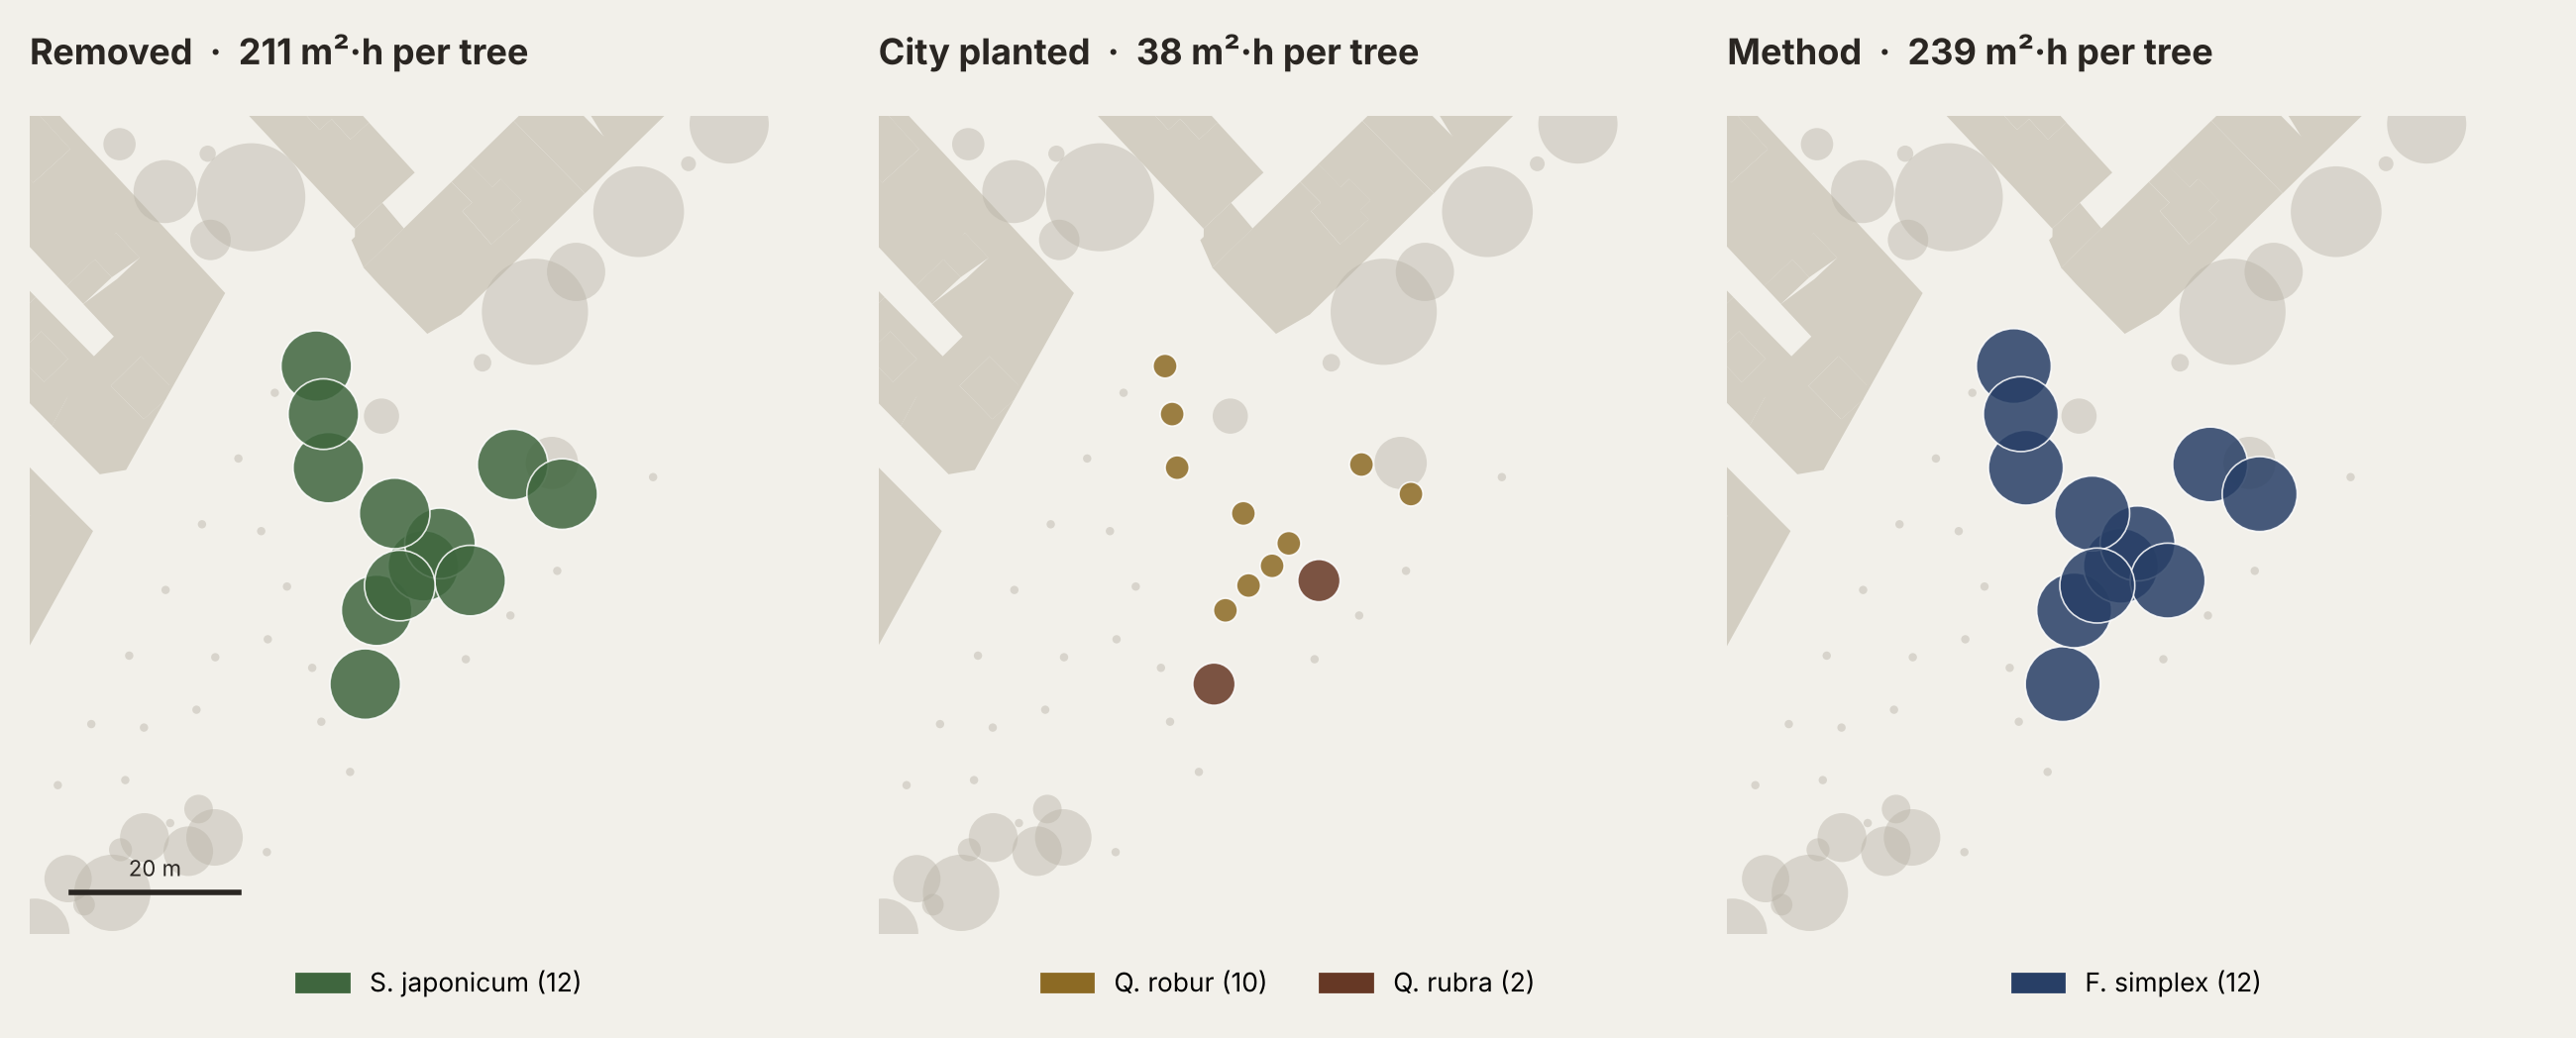 Removed · 211 m²·h per tree
City planted · 38 m²·h per tree
Method · 239 m²·h per tree
20 m
S. japonicum (12)
Q. robur (10)
Q. rubra (2)
F. simplex (12)